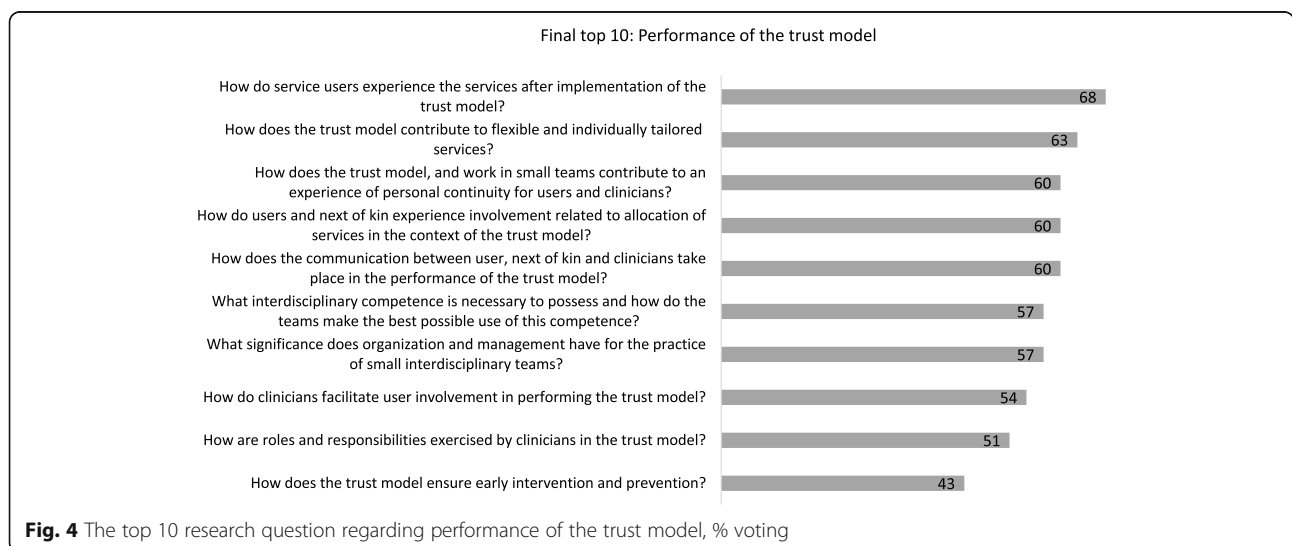 Final top 10: Performance of the trust model
How do service users experience the services after implementation of the
trust model?
68
How does the trust model contribute to flexible and individually tailored
services?
63
How does the trust model, and work in small teams contribute to an
experience of personal continuity for users and clinicians?
60
How do users and next of kin experience involvement related to allocation of
services in the context of the trust model?
60
How does the communication between user, next of kin and clinicians take
place in the performance of the trust model?
60
What interdisciplinary competence is necessary to possess and how do the
teams make the best possible use of this competence?
57
What significance does organization and management have for the practice
of small interdisciplinary teams?
57
How do clinicians facilitate user involvement in performing the trust model?
54
How are roles and responsibilities exercised by clinicians in the trust model?
51
How does the trust model ensure early intervention and prevention?
43
Fig. 4 The top 10 research question regarding performance of the trust model, % voting